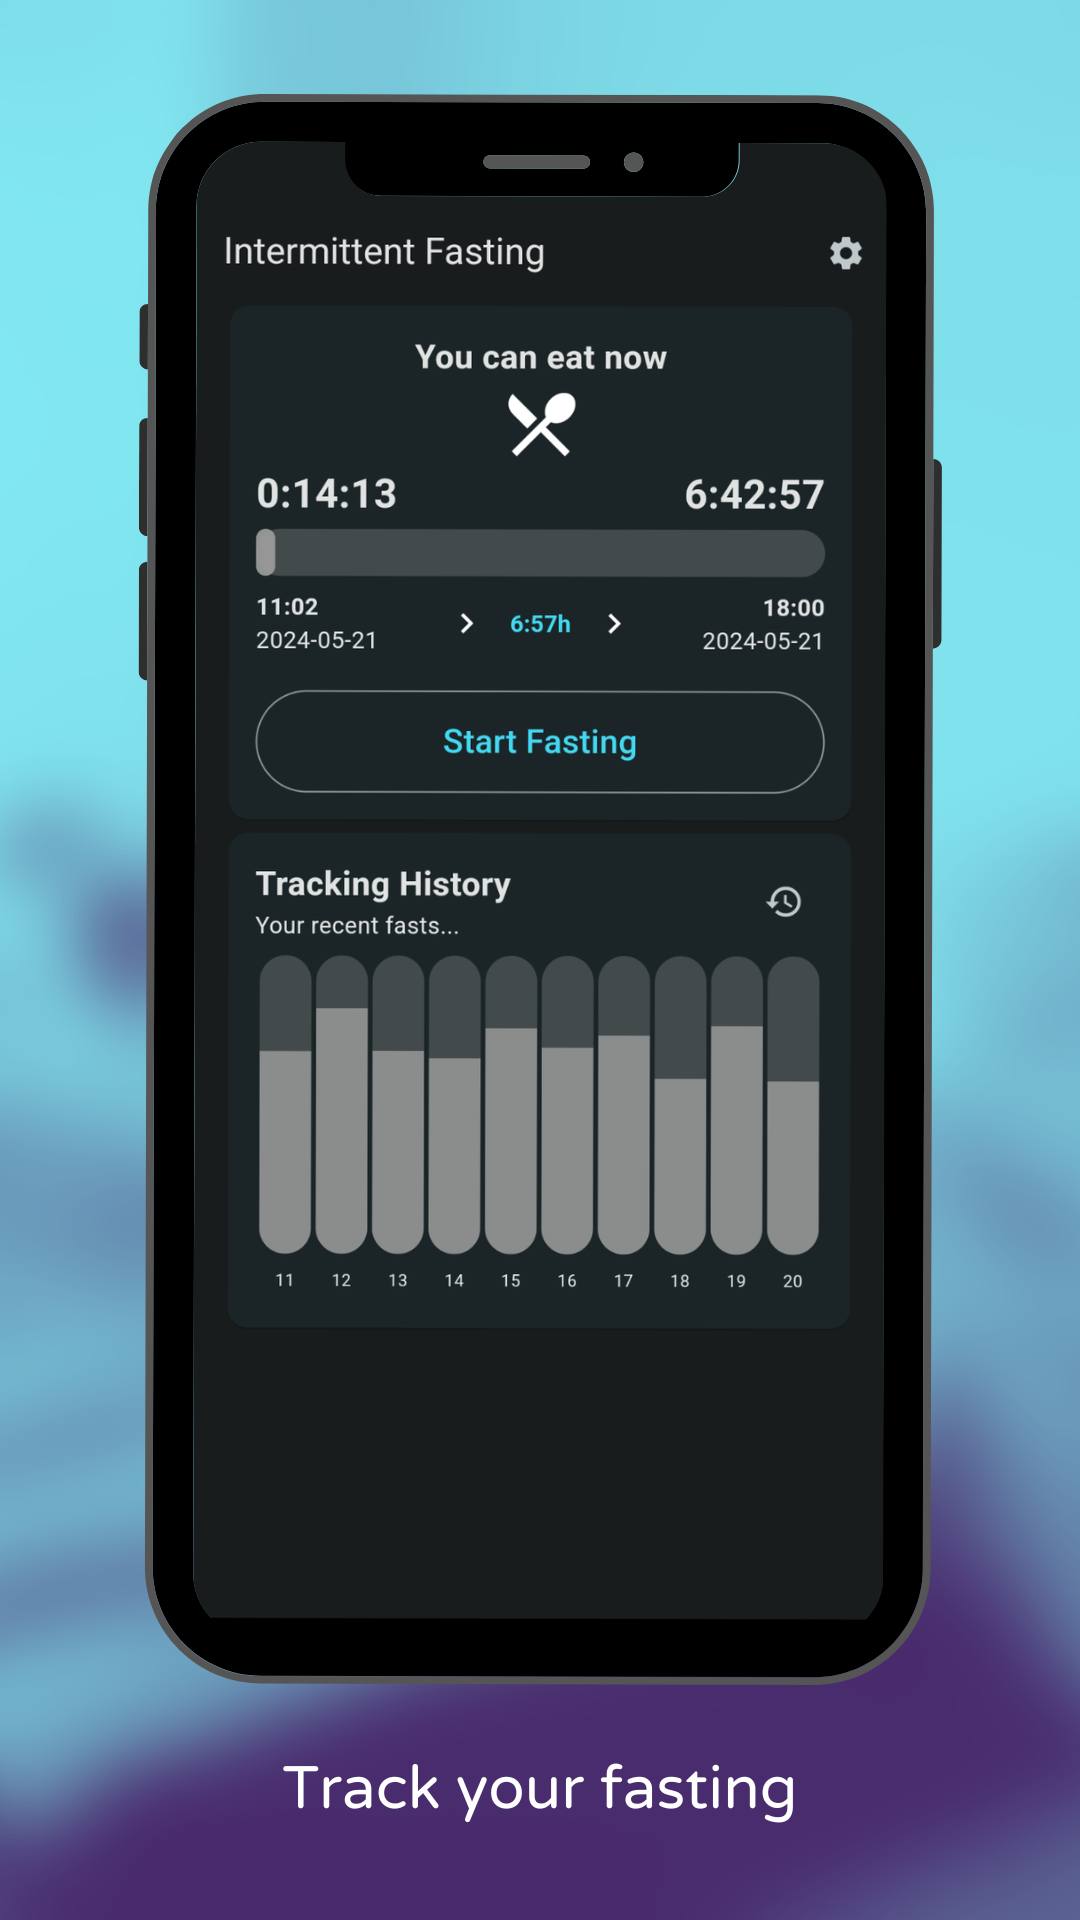 Intermittent Fasting
You can eat now
0:14:13 6:42:57
11:02 18:00
6:57h
2024-05-21 2024-05-21
Start Fasting
Tracking History
Your recent fasts...
11 12 13 14 15 16 17 18 19 20
Track your fasting